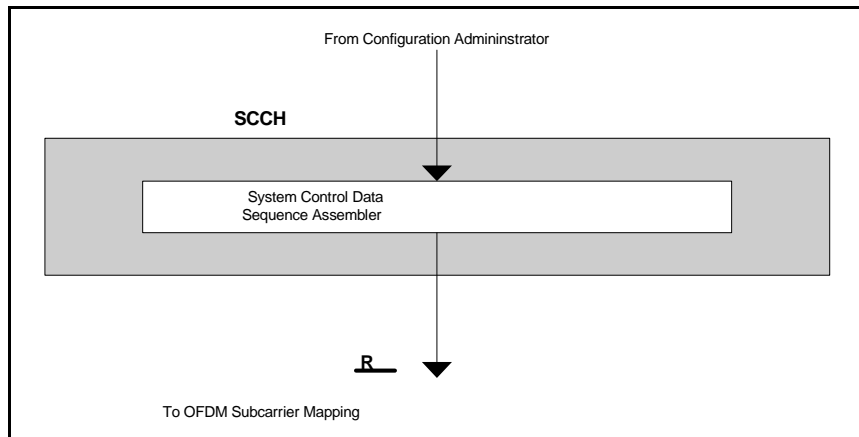 From Configuration Admininstrator
SCCH
System Control Data
Sequence Assembler
R
To OFDM Subcarrier Mapping